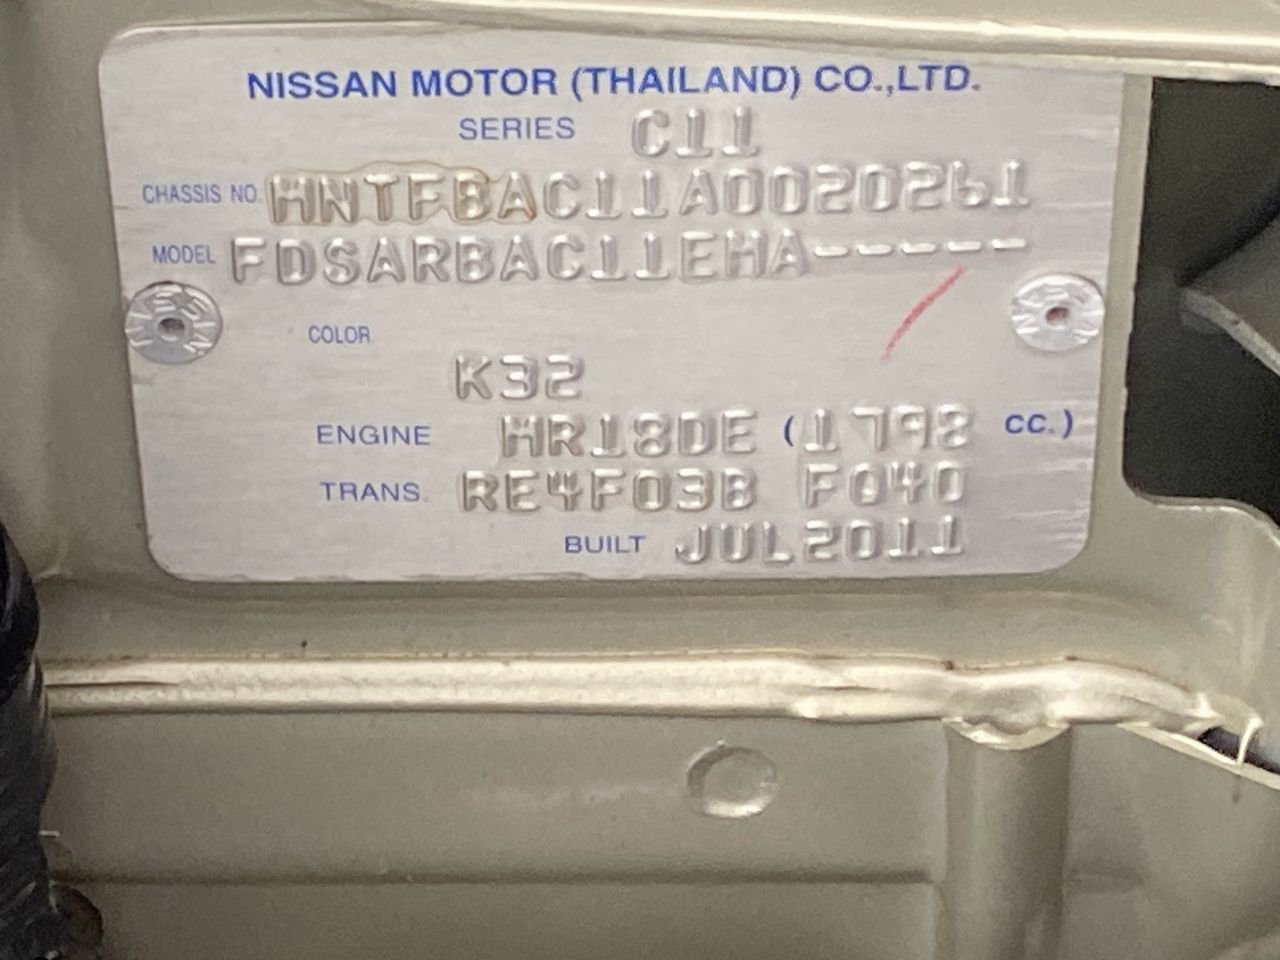 NISSAN MOTOR (THAILAND) CO.,LTD.
SERIES C11
CHASSIS NO. MNTFBAC11A0020261
MODEL FDSARBAC11EHA-----
COLOR
K32
ENGINE MR18DE (1798 CC.)
TRANS. RE4F03B FQ40
BUILT JUL2011